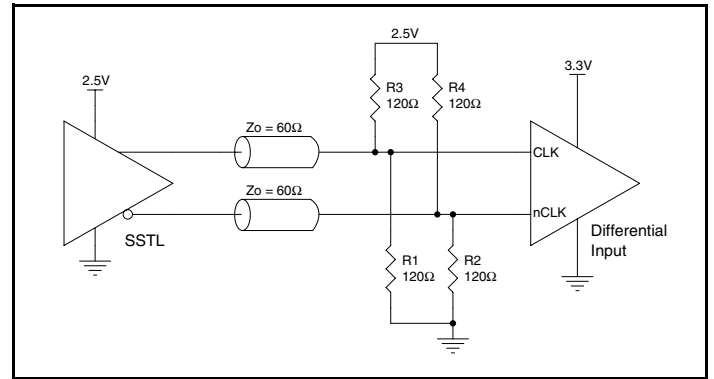 2.5V
3.3V
2.5V
R3
120Ω
R4
120Ω
Zo = 60Ω
CLK
Zo = 60Ω
nCLK
SSTL
Differential
Input
R1
120Ω
R2
120Ω